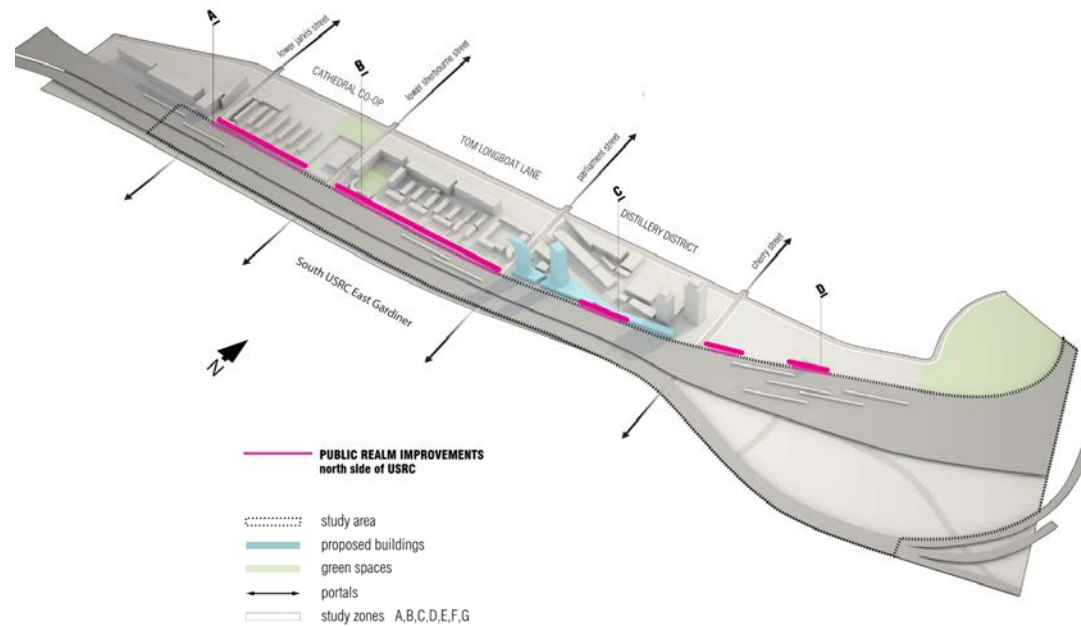 A
lower jarvis street
B
CATHEDRAL CO-OP
lower sherbourne street
TOM LONGBOAT LANE
parliament street
C
DISTILLERY DISTRICT
cherry street
D
South USRC East Gardiner
N
PUBLIC REALM IMPROVEMENTS
north side of USRC
study area
proposed buildings
green spaces
portals
study zones A,B,C,D,E,F,G